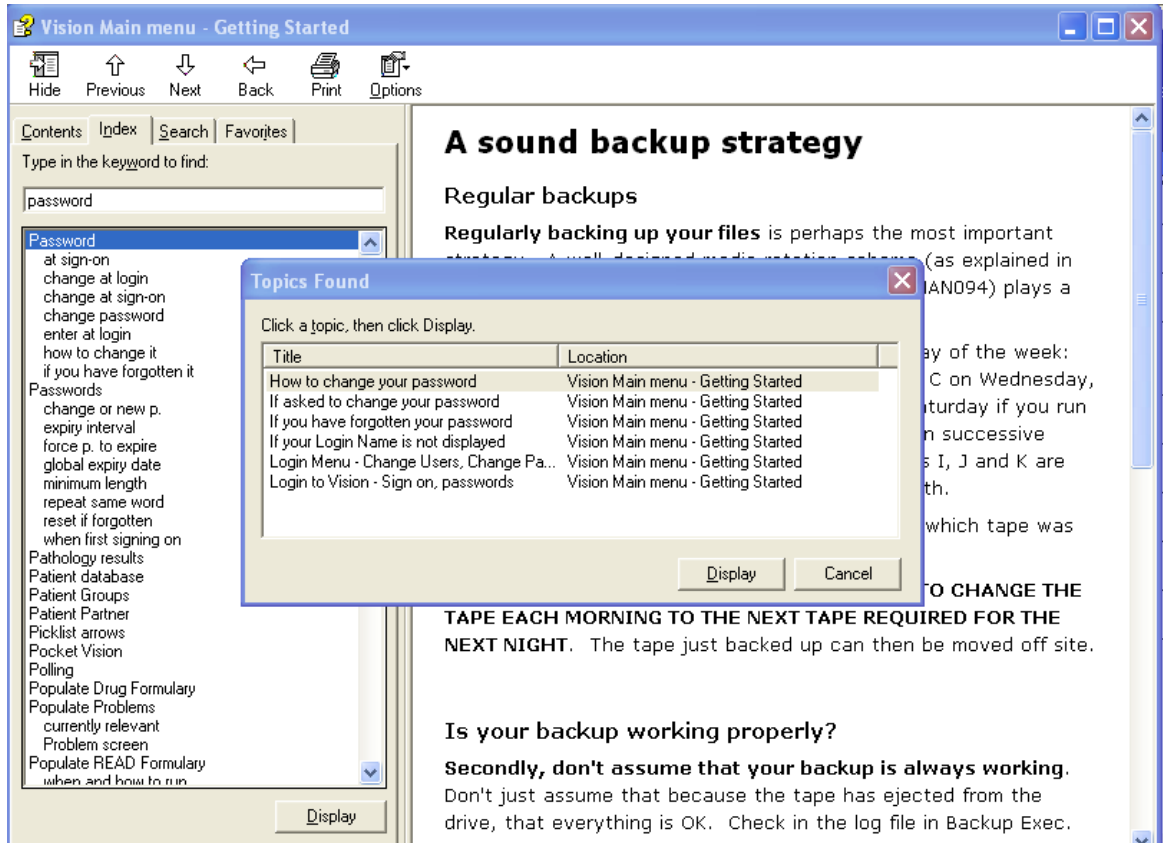 Vision Main menu - Getting Started
Hide Previous Next Back Print Options
Contents Index Search Favorites
Type in the keyword to find:
password
Password
at sign-on
change at login
change at sign-on
change password
enter at login
how to change it
if you have forgotten it
Passwords
change or new p.
expiry interval
force p. to expire
global expiry date
minimum length
repeat same word
reset if forgotten
when first signing on
Pathology results
Patient database
Patient Groups
Patient Partner
Picklist arrows
Pocket Vision
Polling
Populate Drug Formulary
Populate Problems
currently relevant
Problem screen
Populate READ Formulary
when and how to run
Display
Topics Found
Click a topic, then click Display.
Title Location
How to change your password Vision Main menu - Getting Started
If asked to change your password Vision Main menu - Getting Started
If you have forgotten your password Vision Main menu - Getting Started
If your Login Name is not displayed Vision Main menu - Getting Started
Login Menu - Change Users, Change Pa... Vision Main menu - Getting Started
Login to Vision - Sign on, passwords Vision Main menu - Getting Started
Display Cancel
A sound backup strategy
Regular backups
Regularly backing up your files is perhaps the most important
strategy. A well-designed media rotation scheme (as explained in
MAN094) plays a
ay of the week:
C on Wednesday,
turday if you run
n successive
s I, J and K are
th.
which tape was
TO CHANGE THE
TAPE EACH MORNING TO THE NEXT TAPE REQUIRED FOR THE
NEXT NIGHT. The tape just backed up can then be moved off site.
Is your backup working properly?
Secondly, don't assume that your backup is always working.
Don't just assume that because the tape has ejected from the
drive, that everything is OK. Check in the log file in Backup Exec.